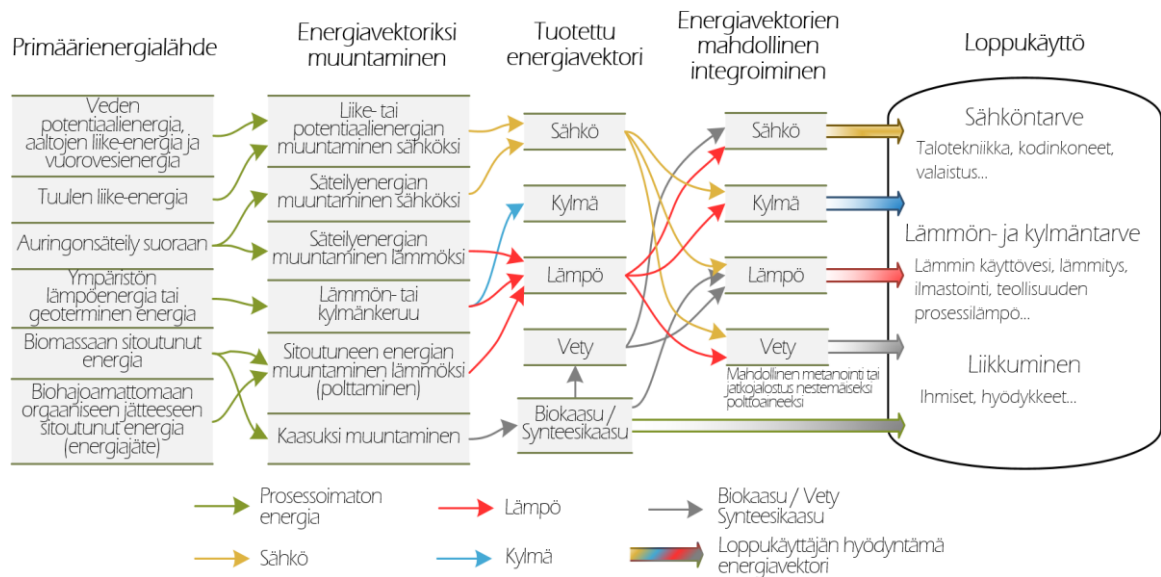 Primäärienergialähde
Energiavektoriksi
muuntaminen
Tuotettu
energiavektori
Energiavektorien
mahdollinen
integroiminen
Loppukäyttö
Veden
potentiaalienergia,
aaltojen liike-energia ja
vuorovesienergia
Tuulen liike-energia
Auringonsäteily suoraan
Ympäristön
lämpöenergia tai
geoterminen energia
Biomassaan sitoutunut
energia
Biohajoamattomaan
orgaaniseen jätteeseen
sitoutunut energia
(energiajäte)
Liike- tai
potentiaalienergian
muuntaminen sähköksi
Säteilyenergian
muuntaminen sähköksi
Säteilyenergian
muuntaminen lämmöksi
Lämmön- tai
kylmänkeruu
Sitoutuneen energian
muuntaminen lämmöksi
(polttaminen)
Kaasuksi muuntaminen
Sähkö
Kylmä
Lämpö
Vety
Biokaasu /
Synteesikaasu
Sähkö
Kylmä
Lämpö
Vety
Mahdollinen metanointi tai
jatkojalostus nestemäiseksi
polttoaineeksi
Sähköntarve
Talotekniikka, kodinkoneet,
valaistus...
Lämmön- ja kylmäntarve
Lämmin käyttövesi, lämmitys,
ilmastointi, teollisuuden
prosessilämpö...
Liikkuminen
Ihmiset, hyödykkeet...
Prosessoimaton
energia
Lämpö
Biokaasu / Vety
Synteesikaasu
Sähkö
Kylmä
Loppukäyttäjän hyödyntämä
energiavektori